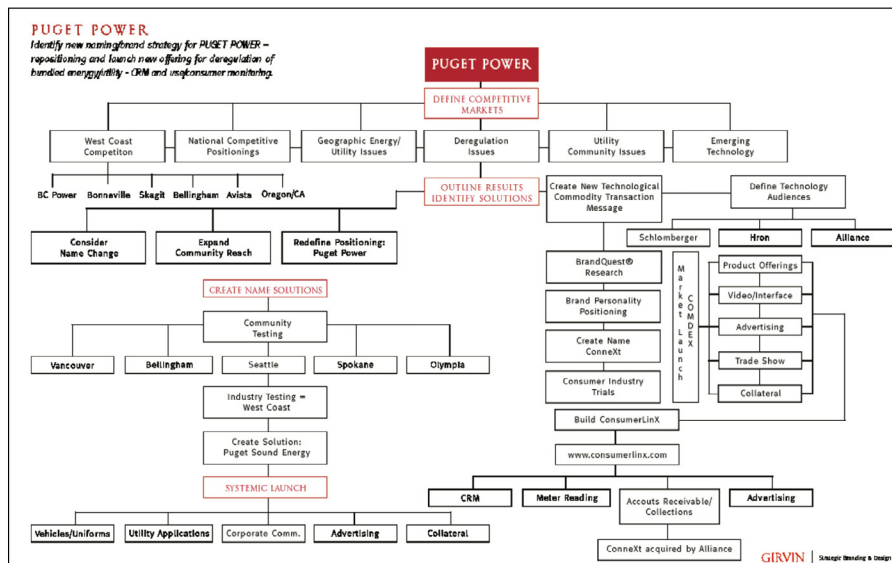 PUGET POWER
Identify new naming/brand strategy for PUGET POWER –
repositioning and launch new offering for deregulation of
bundled energy/utility - CRM and use/consumer monitoring.
PUGET POWER
DEFINE COMPETITIVE
MARKETS
West Coast
Competiton
National Competitive
Positionings
Geographic Energy/
Utility Issues
Deregulation
Issues
Utility
Community Issues
Emerging
Technology
BC Power
Bonneville
Skagit
Bellingham
Avista
Oregon/CA
OUTLINE RESULTS
IDENTIFY SOLUTIONS
Create New Technological
Commodity Transaction
Message
Define Technology
Audiences
Consider
Name Change
Expand
Community Reach
Redefine Positioning:
Puget Power
Schlomberger
Hron
Alliance
BrandQuest® 
Research
Brand Personality
Positioning
Create Name
ConneXt
Consumer Industry
Trials
Market Launch
COMDEX
Product Offerings
Video/Interface
Advertising
Trade Show
Collateral
CREATE NAME SOLUTIONS
Community
Testing
Vancouver
Bellingham
Seattle
Spokane
Olympia
Industry Testing =
West Coast
Create Solution:
Puget Sound Energy
SYSTEMIC LAUNCH
Vehicles/Uniforms
Utility Applications
Corporate Comm.
Advertising
Collateral
Build ConsumerLinX
www.consumerlinx.com
CRM
Meter Reading
Accouts Receivable/
Collections
Advertising
ConneXt acquired by Alliance
GIRVIN | Strategic Branding & Design